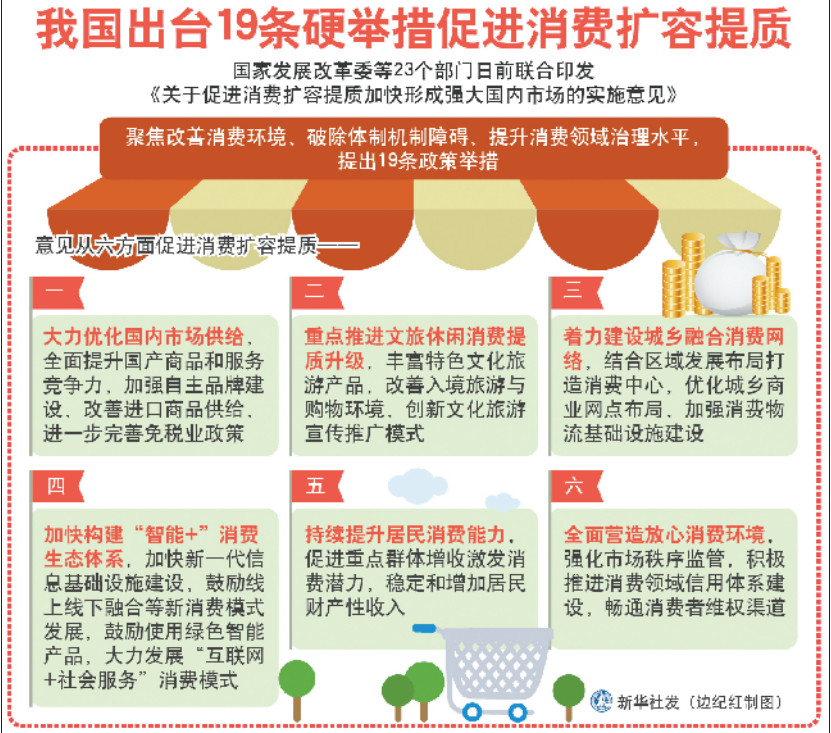 我国出台19条硬举措促进消费扩容提质
国家发展改革委等23个部门日前联合印发
《关于促进消费扩容提质加快形成强大国内市场的实施意见》
聚焦改善消费环境、破除体制机制障碍、提升消费领域治理水平，
提出19条政策举措
意见从六方面促进消费扩容提质——
一
大力优化国内市场供给，
全面提升国产商品和服务
竞争力，加强自主品牌建
设，改善进口商品供给，
进一步完善免税业政策
二
重点推进文旅休闲消费提
质升级，丰富特色文化旅
游产品，改善入境旅游与
购物环境，创新文化旅游
宣传推广模式
三
着力建设城乡融合消费网
络，结合区域发展布局打
造消费中心，优化城乡商
业网点布局，加强消费物
流基础设施建设
四
加快构建“智能+”消费
生态体系，加快新一代信
息基础设施建设，鼓励线
上线下融合等新消费模式
发展，鼓励使用绿色智能
产品，大力发展“互联网
+社会服务”消费模式
五
持续提升居民消费能力，
促进重点群体增收激发消
费潜力，稳定和增加居民
财产性收入
六
全面营造放心消费环境，
强化市场秩序监管，积极
推进消费领域信用体系建
设，畅通消费者维权渠道
新华社发（边纪红制图）